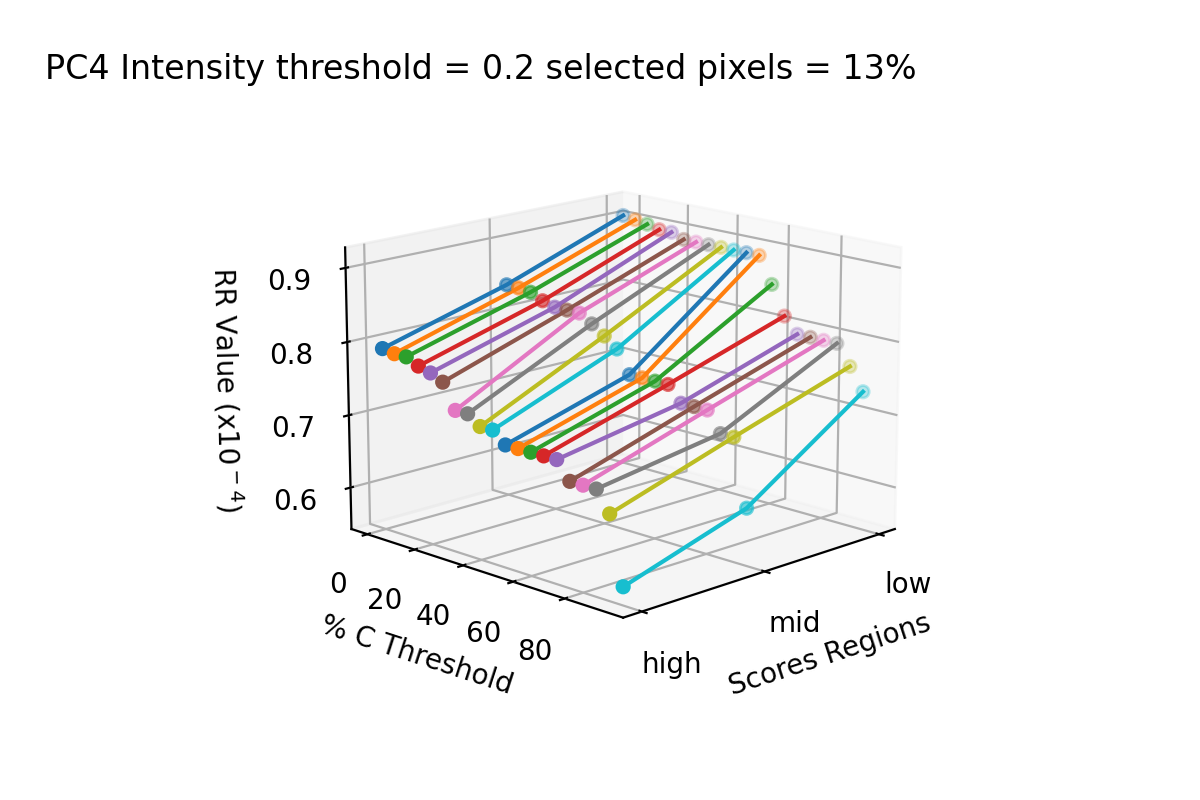 PC4 Intensity threshold = 0.2 selected pixels = 13%
RR Value (x10⁻⁴)
0.9
0.8
0.7
0.6
0
20
40
60
80
% C Threshold
high
mid
low
Scores Regions